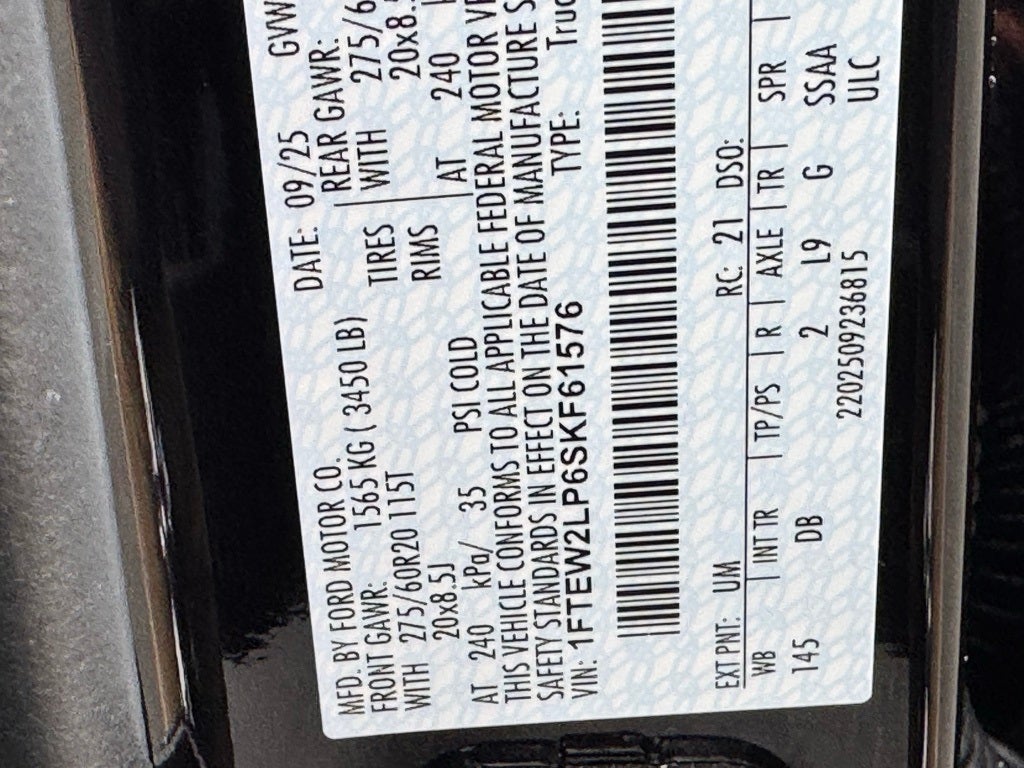 MFD. BY FORD MOTOR CO. DATE: 09/25 GVW
FRONT GAWR: 1565 KG ( 3450 LB) REAR GAWR:
WITH 275/60R20 115T TIRES WITH 275/6
20x8.5J RIMS 20x8.5
AT 240 kPa/ 35 PSI COLD AT 240
THIS VEHICLE CONFORMS TO ALL APPLICABLE FEDERAL MOTOR VE
SAFETY STANDARDS IN EFFECT ON THE DATE OF MANUFACTURE S
VIN: 1FTEW2LP6SKF61576 TYPE: Truc
EXT PNT: UM RC: 21 DSO:
WB | INT TR | TP/PS | R | AXLE | TR | SPR |
145 DB 2 L9 G SSAA
2202509236815 ULC